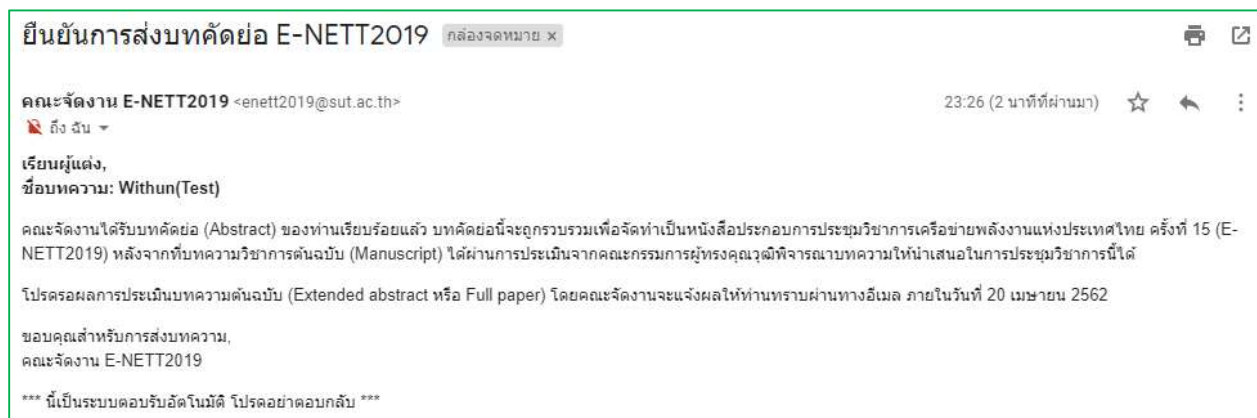 ยืนยันการส่งบทคัดย่อ E-NETT2019 กล่องจดหมาย ×
คณะจัดงาน E-NETT2019 <enett2019@sut.ac.th> 23:26 (2 นาทีที่ผ่านมา)
ถึง ฉัน
เรียนผู้แต่ง,
ชื่อบทความ: Withun(Test)
คณะจัดงานได้รับบทคัดย่อ (Abstract) ของท่านเรียบร้อยแล้ว บทคัดย่อนี้จะถูกรวบรวมเพื่อจัดทำเป็นหนังสือประกอบการประชุมวิชาการเครือข่ายพลังงานแห่งประเทศไทย ครั้งที่ 15 (E-
NETT2019) หลังจากที่บทความวิชาการต้นฉบับ (Manuscript) ได้ผ่านการประเมินจากคณะกรรมการผู้ทรงคุณวุฒิพิจารณาบทความให้นำเสนอในการประชุมวิชาการนี้ได้
โปรดรอผลการประเมินบทความต้นฉบับ (Extended abstract หรือ Full paper) โดยคณะจัดงานจะแจ้งผลให้ท่านทราบผ่านทางอีเมล ภายในวันที่ 20 เมษายน 2562
ขอบคุณสำหรับการส่งบทความ,
คณะจัดงาน E-NETT2019
*** นี้เป็นระบบตอบรับอัตโนมัติ โปรดอย่าตอบกลับ ***